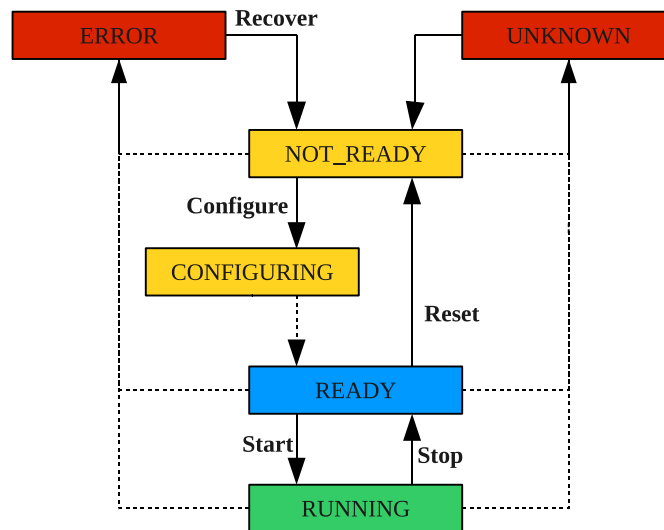 Recover
ERROR
UNKNOWN
NOT_READY
Configure
CONFIGURING
Reset
READY
Start
Stop
RUNNING